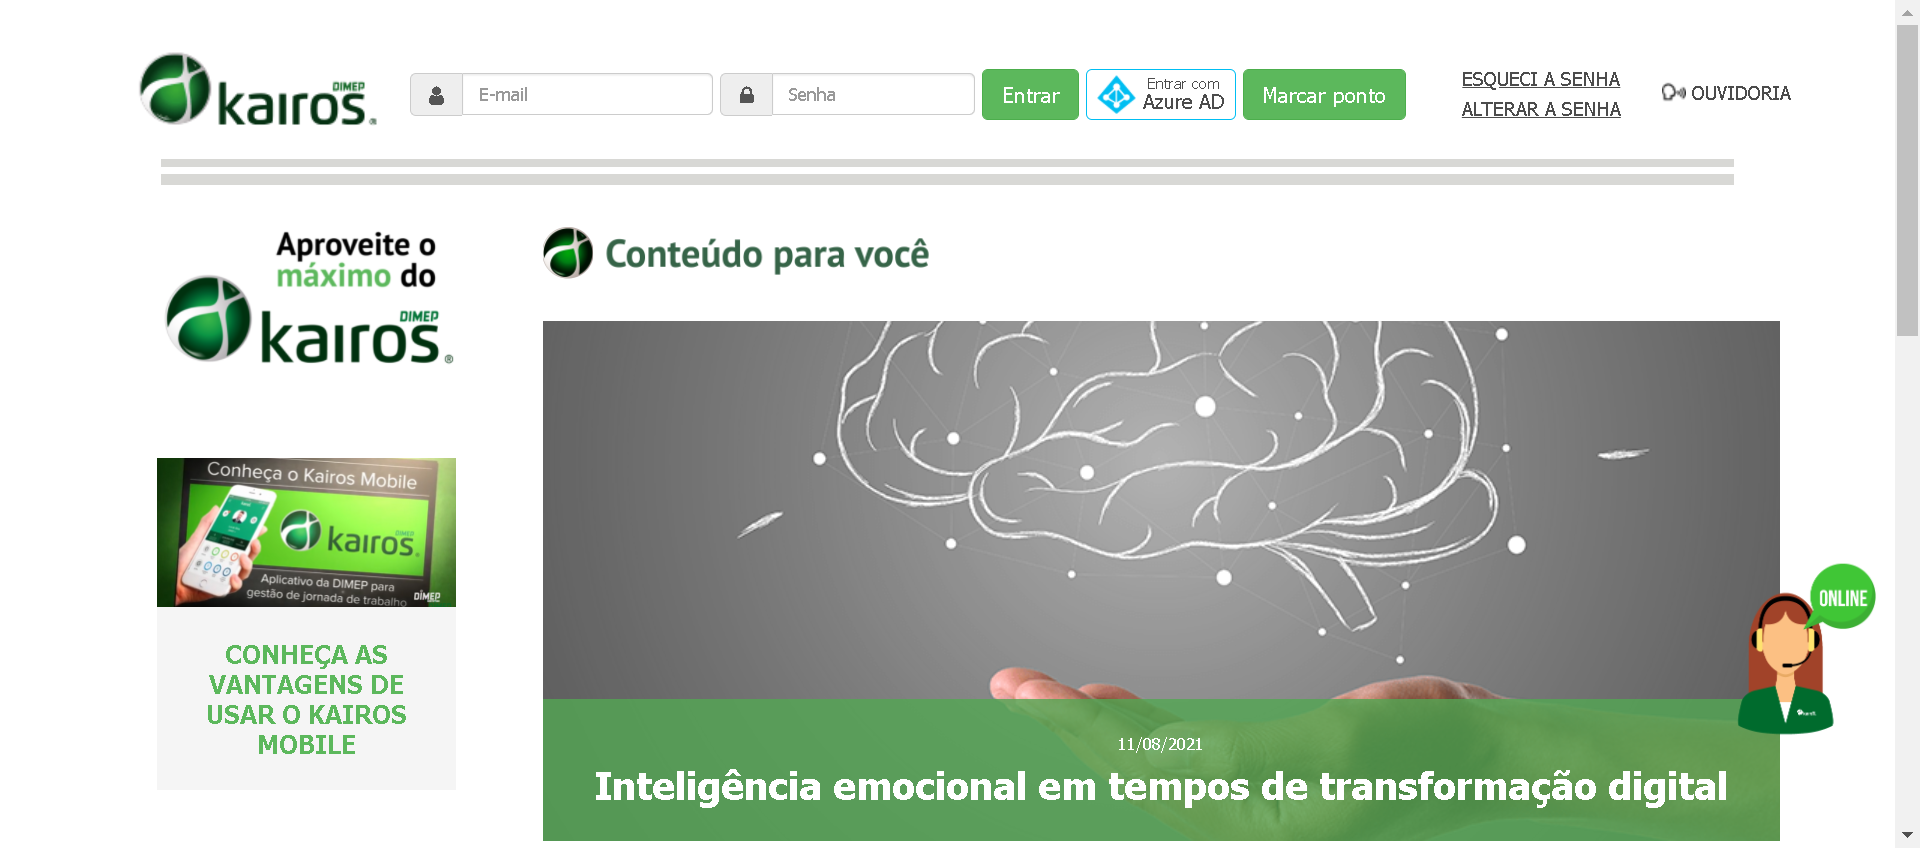 kairos DIMEP ®
E-mail
Senha
Entrar
Entrar com
Azure AD
Marcar ponto
ESQUECI A SENHA
ALTERAR A SENHA
OUVIDORIA
Aproveite o
máximo do
DIMEP
kairos ®
Conteúdo para você
Conheça o Kairos Mobile
DIMEP
kairos
Aplicativo da DIMEP para
gestão de jornada de trabalho
DIMEP
CONHEÇA AS
VANTAGENS DE
USAR O KAIROS
MOBILE
ONLINE
11/08/2021
Inteligência emocional em tempos de transformação digital